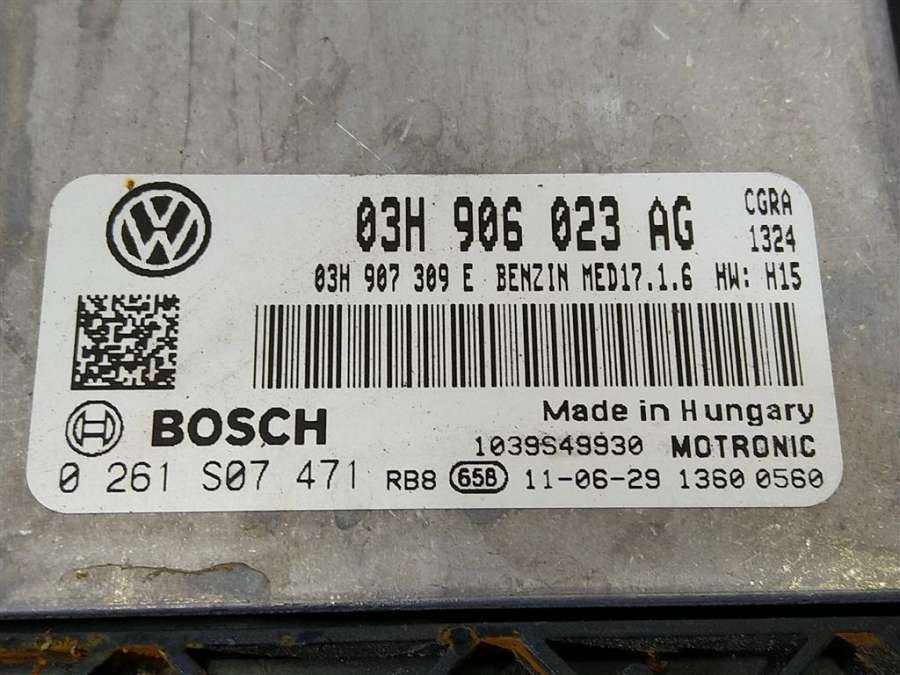 03H 906 023 AG CGRA
1324
03H 907 309 E BENZIN MED17.1.6 HW: H15
BOSCH Made in Hungary
1039S49930 MOTRONIC
0 261 S07 471 RB8 658 11-06-29 1360 0560